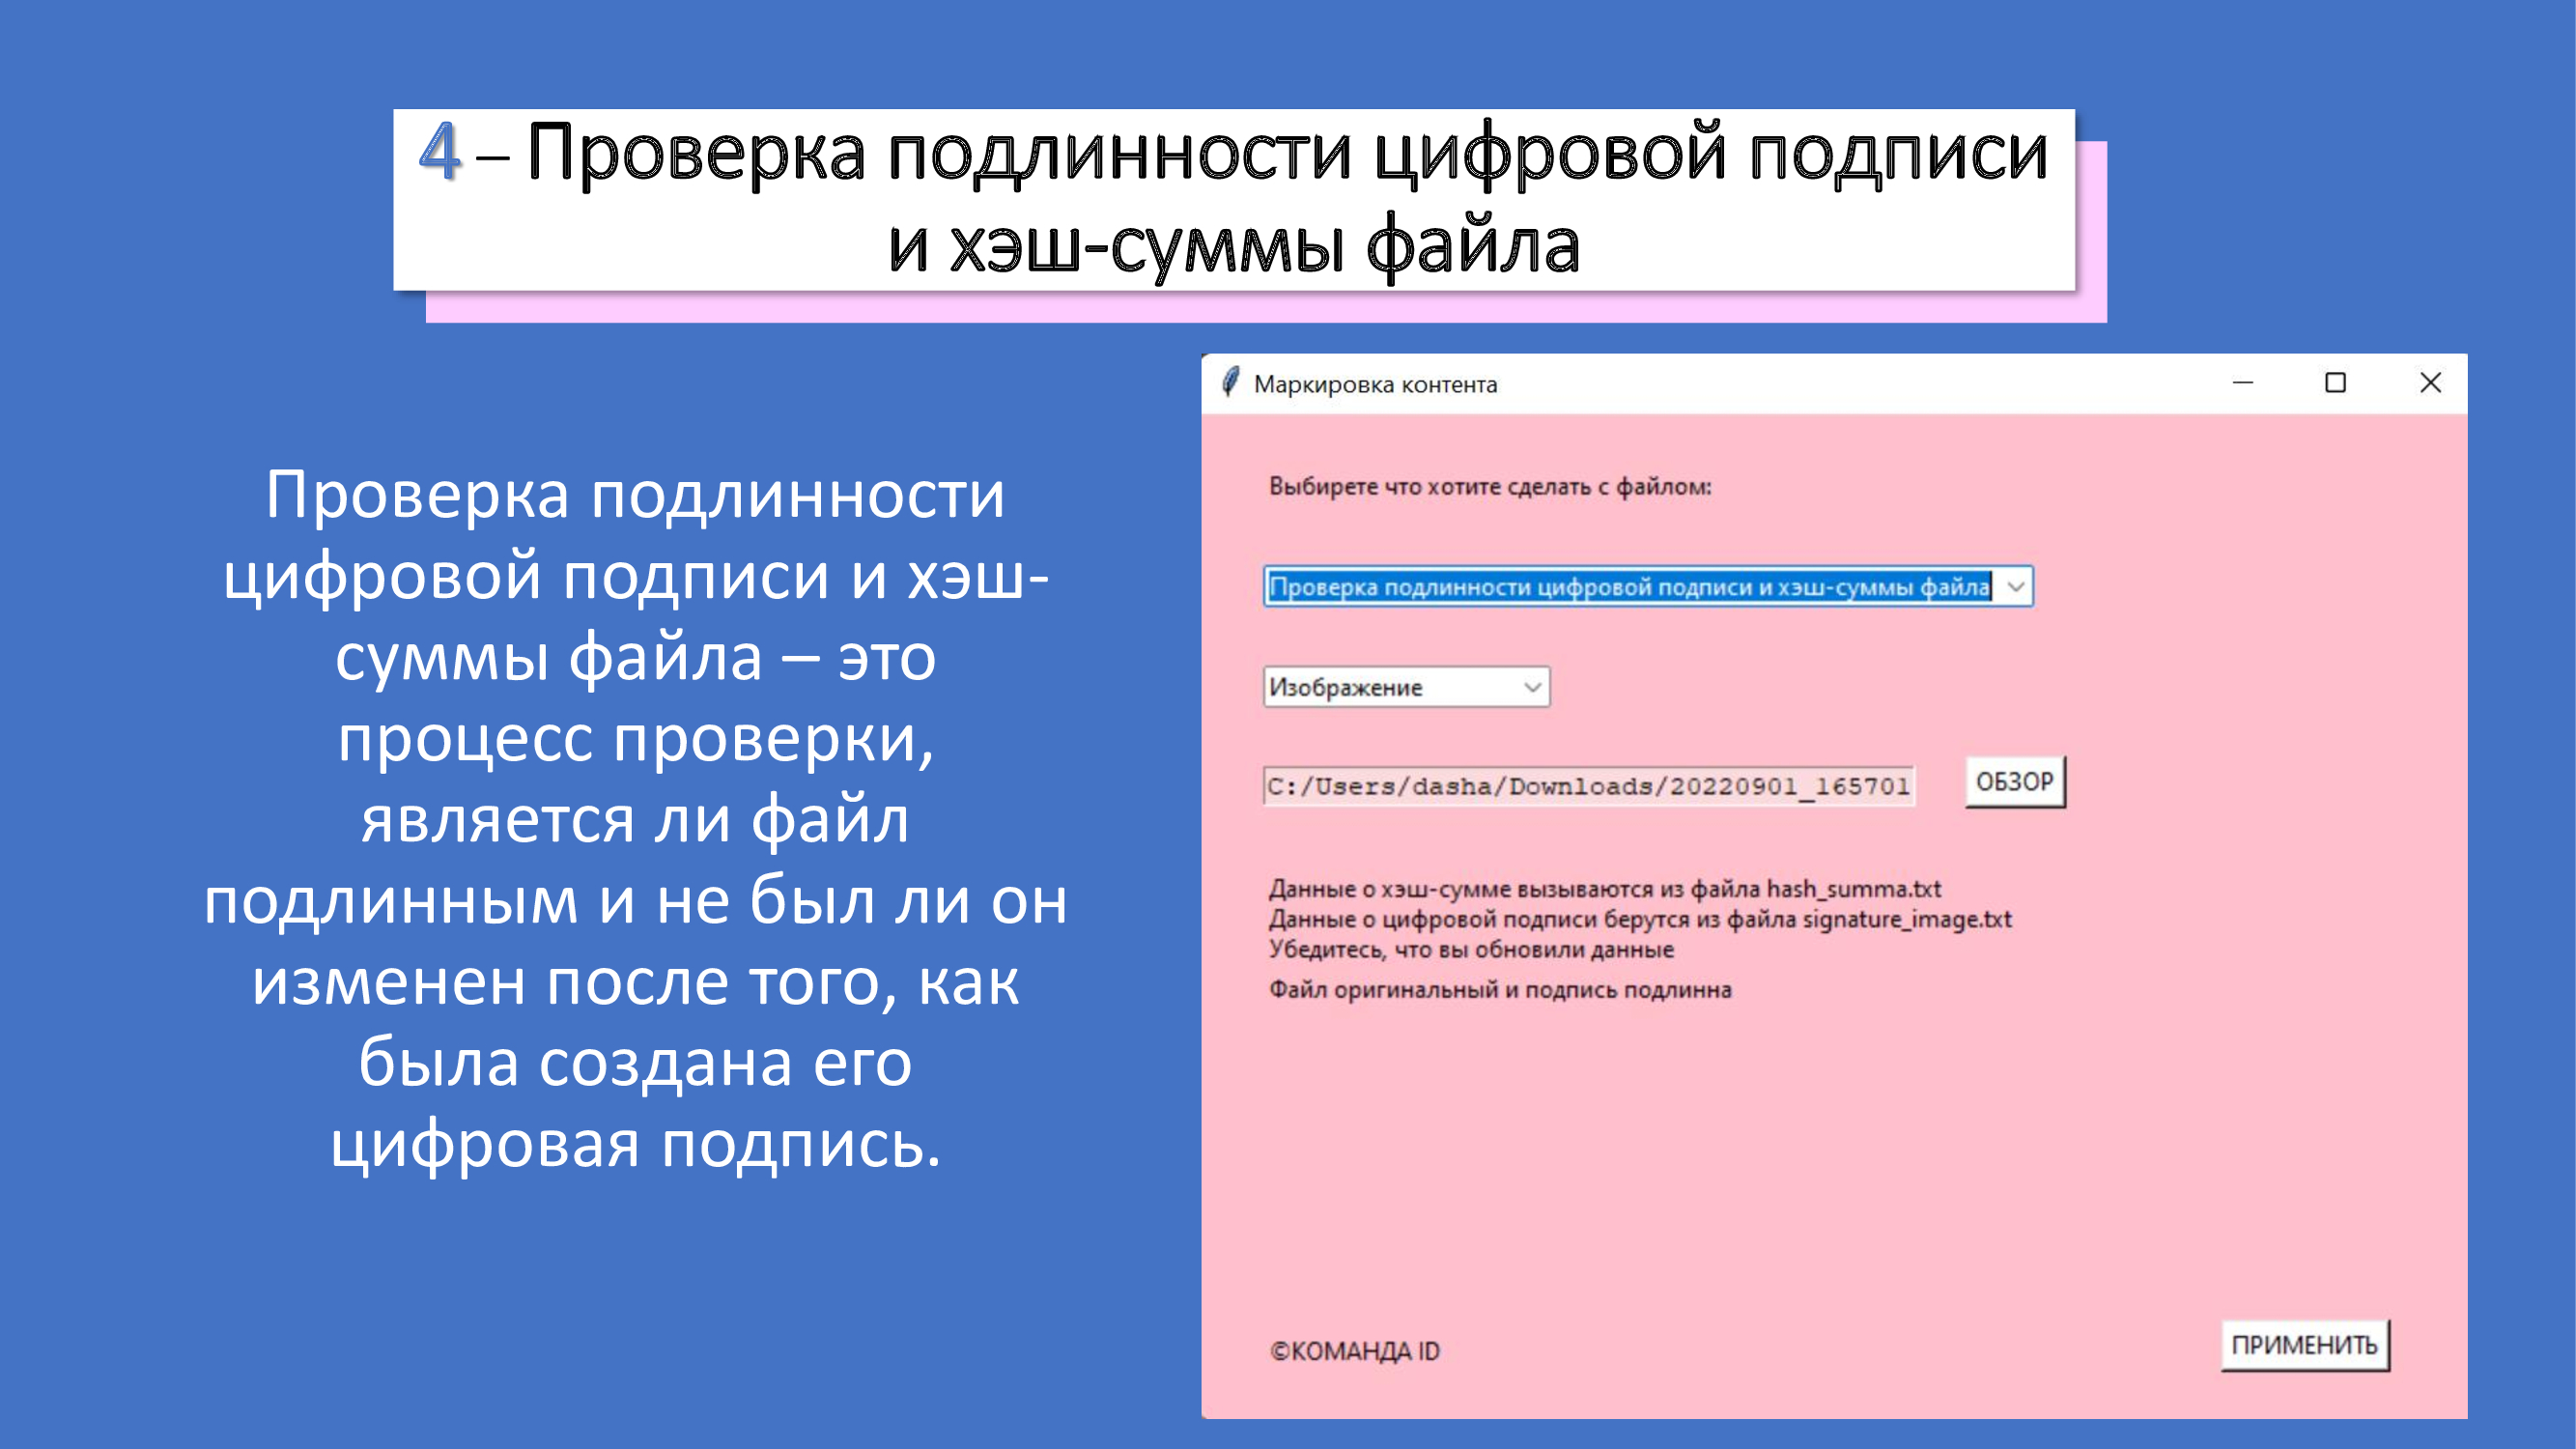 4 – Проверка подлинности цифровой подписи
и хэш-суммы файла
Проверка подлинности
цифровой подписи и хэш-
суммы файла – это
процесс проверки,
является ли файл
подлинным и не был ли он
изменен после того, как
была создана его
цифровая подпись.
Маркировка контента
Выбирете что хотите сделать с файлом:
Проверка подлинности цифровой подписи и хэш-суммы файла
Изображение
C:/Users/dasha/Downloads/20220901_165701
ОБЗОР
Данные о хэш-сумме вызываются из файла hash_summa.txt
Данные о цифровой подписи берутся из файла signature_image.txt
Убедитесь, что вы обновили данные
Файл оригинальный и подпись подлинна
©КОМАНДА ID
ПРИМЕНИТЬ